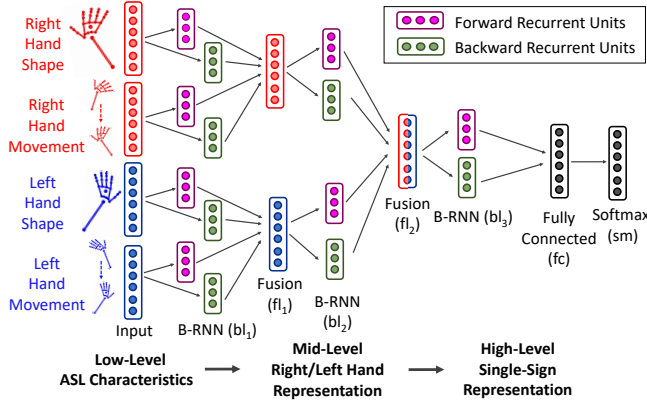 Right
Hand
Shape
Right
Hand
Movement
Left
Hand
Shape
Left
Hand
Movement
Forward Recurrent Units
Backward Recurrent Units
Input
B-RNN (bl1)
Fusion
(fl1)
B-RNN
(bl2)
Fusion
(fl2)
B-RNN (bl3)
Fully
Connected
(fc)
Softmax
(sm)
Low-Level
ASL Characteristics
Mid-Level
Right/Left Hand
Representation
High-Level
Single-Sign
Representation